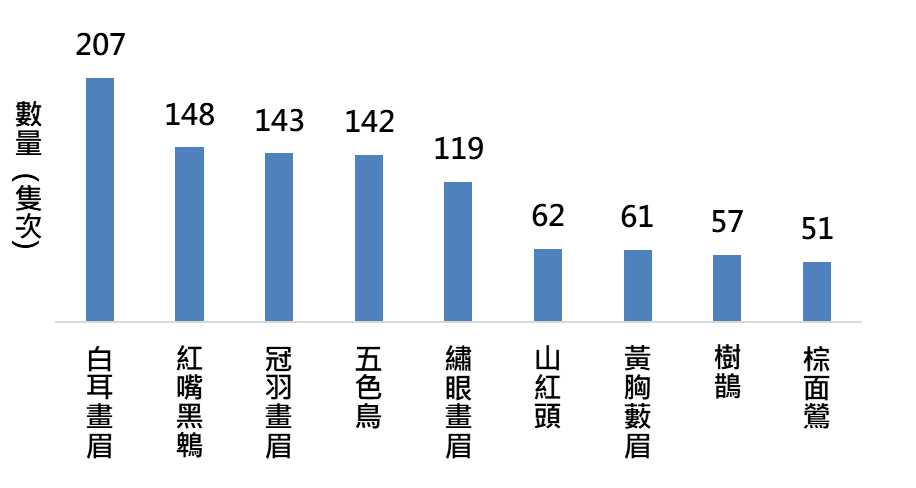 數量（隻次）
207
148
143
142
119
62
61
57
51
白耳畫眉
紅嘴黑鵯
冠羽畫眉
五色鳥
繡眼畫眉
山紅頭
黃胸藪眉
樹鵲
棕面鶯